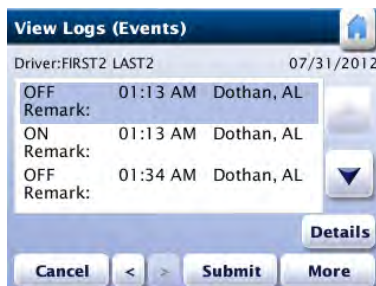 View Logs (Events)
Driver:FIRST2 LAST2 07/31/2012
OFF 01:13 AM Dothan, AL
Remark:
ON 01:13 AM Dothan, AL
Remark:
OFF 01:34 AM Dothan, AL
Remark:
Details
Cancel < > Submit More